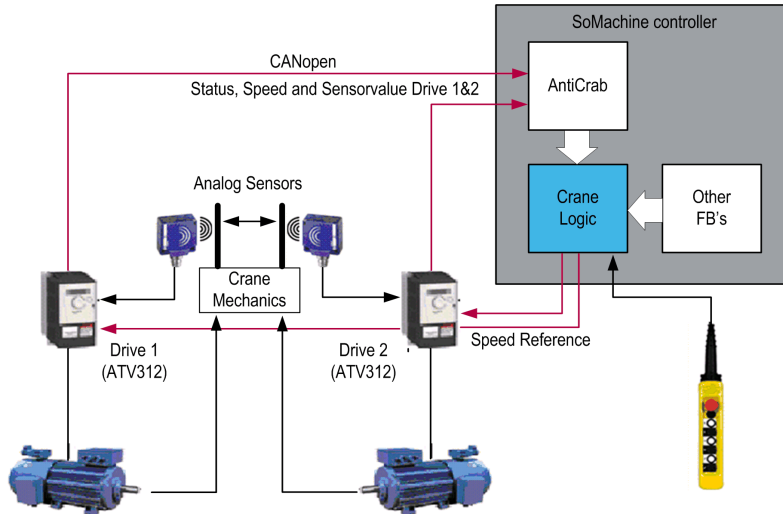 SoMachine controller
CANopen
Status, Speed and Sensorvalue Drive 1&2
AntiCrab
Analog Sensors
Crane
Logic
Other
FB's
Crane
Mechanics
Drive 1
(ATV312)
Drive 2
(ATV312)
Speed Reference